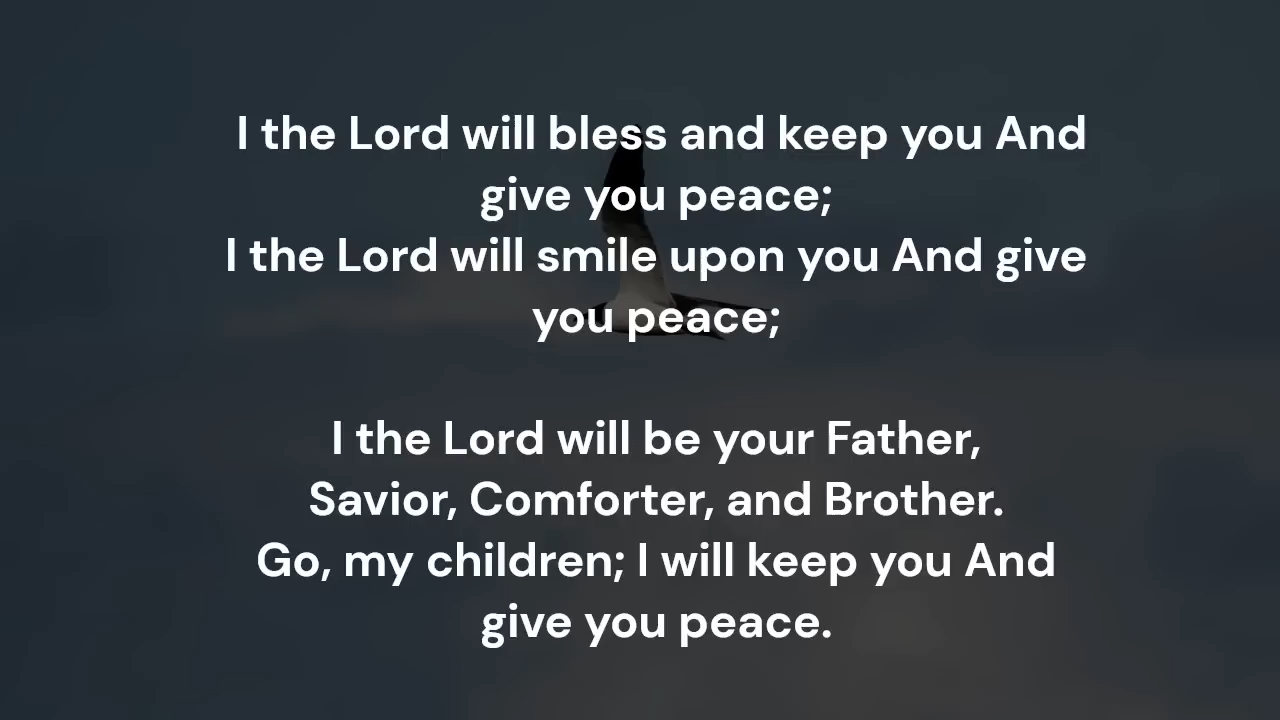 I the Lord will bless and keep you And
give you peace;
I the Lord will smile upon you And give
you peace;
I the Lord will be your Father,
Savior, Comforter, and Brother.
Go, my children; I will keep you And
give you peace.